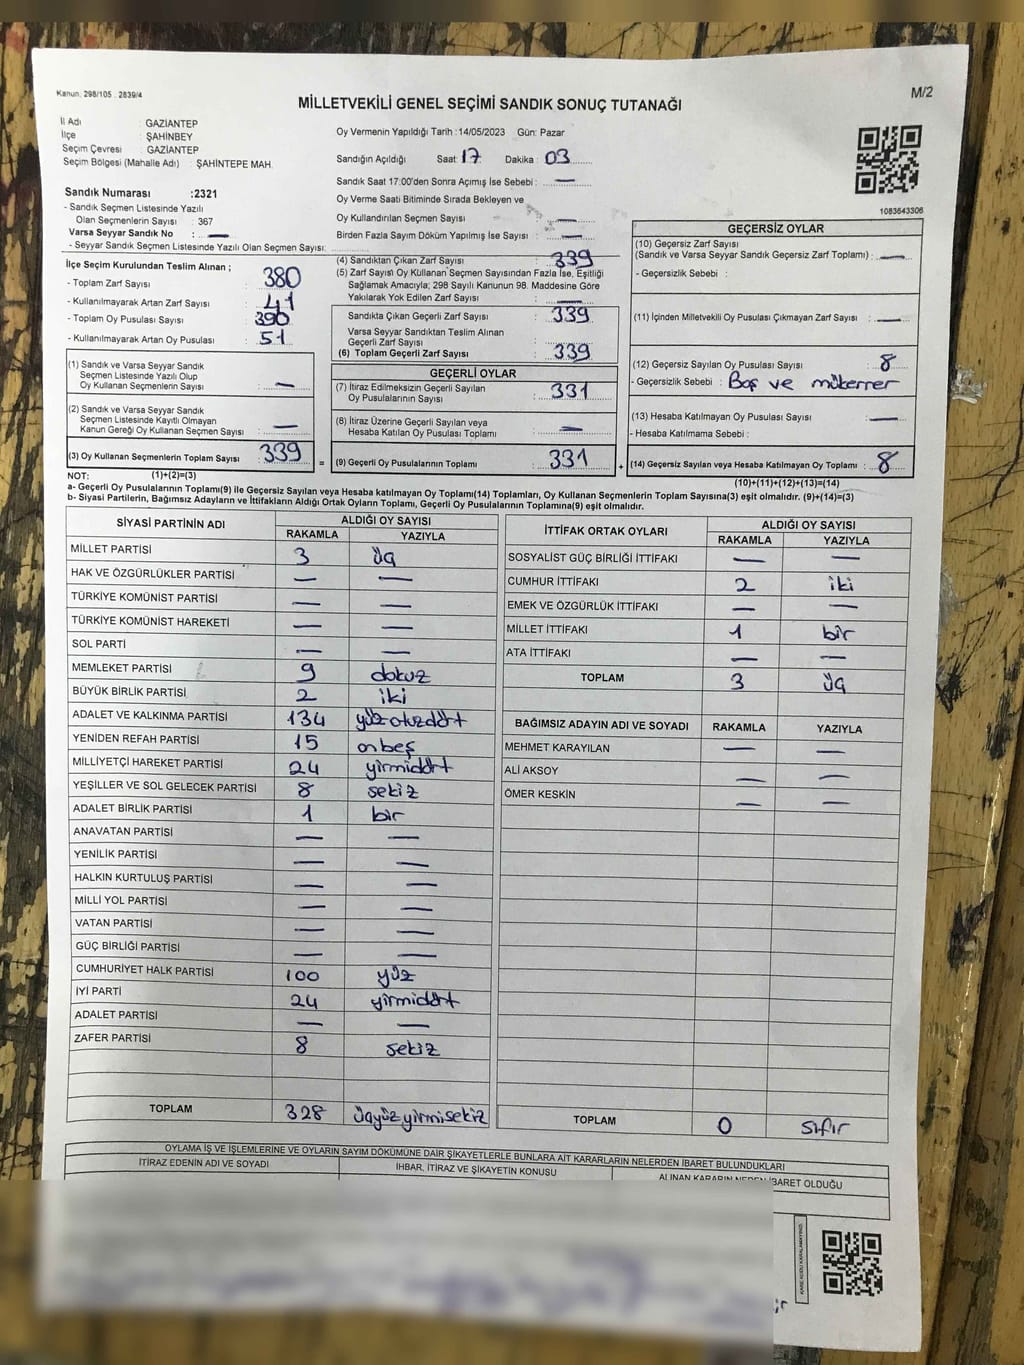 Kanun: 298/105 2839/4
MİLLETVEKİLİ GENEL SEÇİMİ SANDIK SONUÇ TUTANAĞI
M/2
İl Adı : GAZİANTEP
İlçe : ŞAHİNBEY
Seçim Çevresi : GAZİANTEP
Seçim Bölgesi (Mahalle Adı) : ŞAHİNTEPE MAH.
Oy Vermenin Yapıldığı Tarih :14/05/2023 Gün: Pazar
Sandığın Açıldığı Saat: 17 Dakika : 03
Sandık Saat 17:00'den Sonra Açımış İse Sebebi : —
Oy Verme Saati Bitiminde Sırada Bekleyen ve
Oy Kullandırılan Seçmen Sayısı : —
Birden Fazla Sayım Döküm Yapılmış İse Sayısı : —
1083643306
Sandık Numarası :2321
- Sandık Seçmen Listesinde Yazılı
Olan Seçmenlerin Sayısı : 367
Varsa Seyyar Sandık No : —
- Seyyar Sandık Seçmen Listesinde Yazılı Olan Seçmen Sayısı:
İlçe Seçim Kurulundan Teslim Alınan ;
- Toplam Zarf Sayısı : 380
- Kullanılmayarak Artan Zarf Sayısı : 41
- Toplam Oy Pusulası Sayısı : 390
- Kullanılmayarak Artan Oy Pusulası : 51
(1) Sandık ve Varsa Seyyar Sandık
Seçmen Listesinde Yazılı Olup
Oy Kullanan Seçmenlerin Sayısı : —
(2) Sandık ve Varsa Seyyar Sandık
Seçmen Listesinde Kayıtlı Olmayan
Kanun Gereği Oy Kullanan Seçmen Sayısı : —
(3) Oy Kullanan Seçmenlerin Toplam Sayısı : 339
(4) Sandıktan Çıkan Zarf Sayısı : 339
(5) Zarf Sayısı Oy Kullanan Seçmen Sayısından Fazla İse, Eşitliği
Sağlamak Amacıyla; 298 Sayılı Kanunun 98. Maddesine Göre
Yakılarak Yok Edilen Zarf Sayısı : —
Sandıkta Çıkan Geçerli Zarf Sayısı : 339
Varsa Seyyar Sandıktan Teslim Alınan
Geçerli Zarf Sayısı :
(6) Toplam Geçerli Zarf Sayısı : 339
GEÇERLİ OYLAR
(7) İtiraz Edilmeksizin Geçerli Sayılan
Oy Pusulalarının Sayısı : 331
(8) İtiraz Üzerine Geçerli Sayılan veya
Hesaba Katılan Oy Pusulası Toplamı : —
= (9) Geçerli Oy Pusulalarının Toplamı : 331
GEÇERSİZ OYLAR
(10) Geçersiz Zarf Sayısı
(Sandık ve Varsa Seyyar Sandık Geçersiz Zarf Toplamı) : —
- Geçersizlik Sebebi :
(11) İçinden Milletvekili Oy Pusulası Çıkmayan Zarf Sayısı : —
(12) Geçersiz Sayılan Oy Pusulası Sayısı : 8
- Geçersizlik Sebebi : Boş ve mükerrer
(13) Hesaba Katılmayan Oy Pusulası Sayısı : —
- Hesaba Katılmama Sebebi :
+ (14) Geçersiz Sayılan veya Hesaba Katılmayan Oy Toplamı : 8
NOT: (1)+(2)=(3)
(10)+(11)+(12)+(13)=(14)
a- Geçerli Oy Pusulalarının Toplamı(9) ile Geçersiz Sayılan veya Hesaba katılmayan Oy Toplamı(14) Toplamları, Oy Kullanan Seçmenlerin Toplam Sayısına(3) eşit olmalıdır. (9)+(14)=(3)
b- Siyasi Partilerin, Bağımsız Adayların ve İttifakların Aldığı Ortak Oyların Toplamı, Geçerli Oy Pusulalarının Toplamına(9) eşit olmalıdır.
SİYASİ PARTİNİN ADI ALDIĞI OY SAYISI
RAKAMLA YAZIYLA
MİLLET PARTİSİ 3 üç
HAK VE ÖZGÜRLÜKLER PARTİSİ — —
TÜRKİYE KOMÜNİST PARTİSİ — —
TÜRKİYE KOMÜNİST HAREKETİ — —
SOL PARTİ — —
MEMLEKET PARTİSİ 9 dokuz
BÜYÜK BİRLİK PARTİSİ 2 iki
ADALET VE KALKINMA PARTİSİ 134 yüzotuzdört
YENİDEN REFAH PARTİSİ 15 onbeş
MİLLİYETÇİ HAREKET PARTİSİ 24 yirmidört
YEŞİLLER VE SOL GELECEK PARTİSİ 8 sekiz
ADALET BİRLİK PARTİSİ 1 bir
ANAVATAN PARTİSİ — —
YENİLİK PARTİSİ — —
HALKIN KURTULUŞ PARTİSİ — —
MİLLİ YOL PARTİSİ — —
VATAN PARTİSİ — —
GÜÇ BİRLİĞİ PARTİSİ — —
CUMHURİYET HALK PARTİSİ 100 yüz
İYİ PARTİ 24 yirmidört
ADALET PARTİSİ — —
ZAFER PARTİSİ 8 sekiz
TOPLAM 328 üçyüzyirmisekiz
İTTİFAK ORTAK OYLARI ALDIĞI OY SAYISI
RAKAMLA YAZIYLA
SOSYALİST GÜÇ BİRLİĞİ İTTİFAKI — —
CUMHUR İTTİFAKI 2 iki
EMEK VE ÖZGÜRLÜK İTTİFAKI — —
MİLLET İTTİFAKI 1 bir
ATA İTTİFAKI — —
TOPLAM 3 üç
BAĞIMSIZ ADAYIN ADI VE SOYADI RAKAMLA YAZIYLA
MEHMET KARAYILAN — —
ALİ AKSOY — —
ÖMER KESKİN — —
TOPLAM 0 sıfır
OYLAMA İŞ VE İŞLEMLERİNE VE OYLARIN SAYIM DÖKÜMÜNE DAİR ŞİKAYETLERLE BUNLARA AİT KARARLARIN NELERDEN İBARET BULUNDUKLARI
İTİRAZ EDENİN ADI VE SOYADI İHBAR, İTİRAZ VE ŞİKAYETİN KONUSU ALINAN KARARIN NEDEN İBARET OLDUĞU